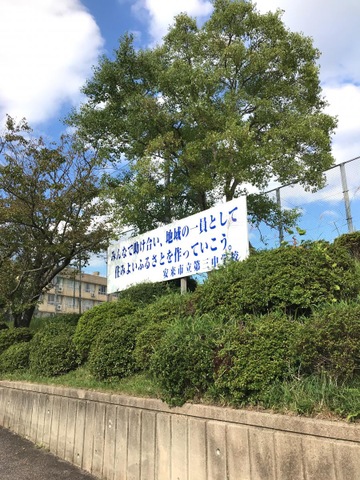 みんなで助け合い、地域の一員として
住みよいふるさとを作っていこう。
安来市立第三中学校